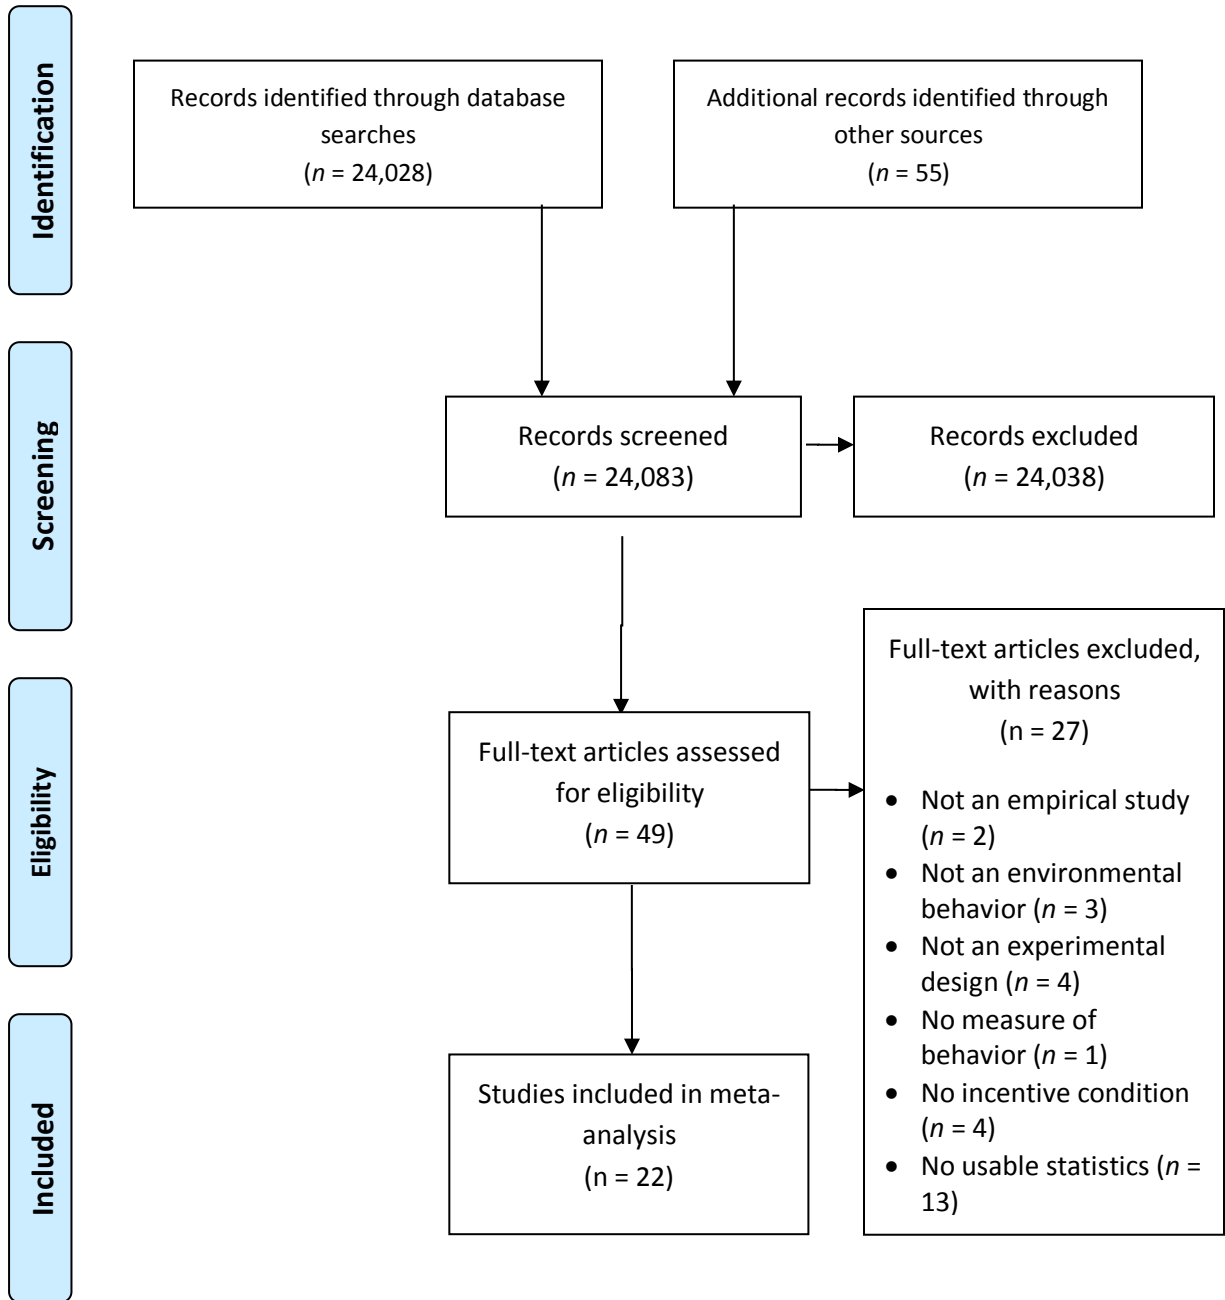 Identification
Records identified through database
searches
(n = 24,028)
Additional records identified through
other sources
(n = 55)
Screening
Records screened
(n = 24,083)
Records excluded
(n = 24,038)
Eligibility
Full-text articles assessed
for eligibility
(n = 49)
Full-text articles excluded,
with reasons
(n = 27)
• Not an empirical study
(n = 2)
• Not an environmental
behavior (n = 3)
• Not an experimental
design (n = 4)
• No measure of
behavior (n = 1)
• No incentive condition
(n = 4)
• No usable statistics (n =
13)
Included
Studies included in meta-
analysis
(n = 22)